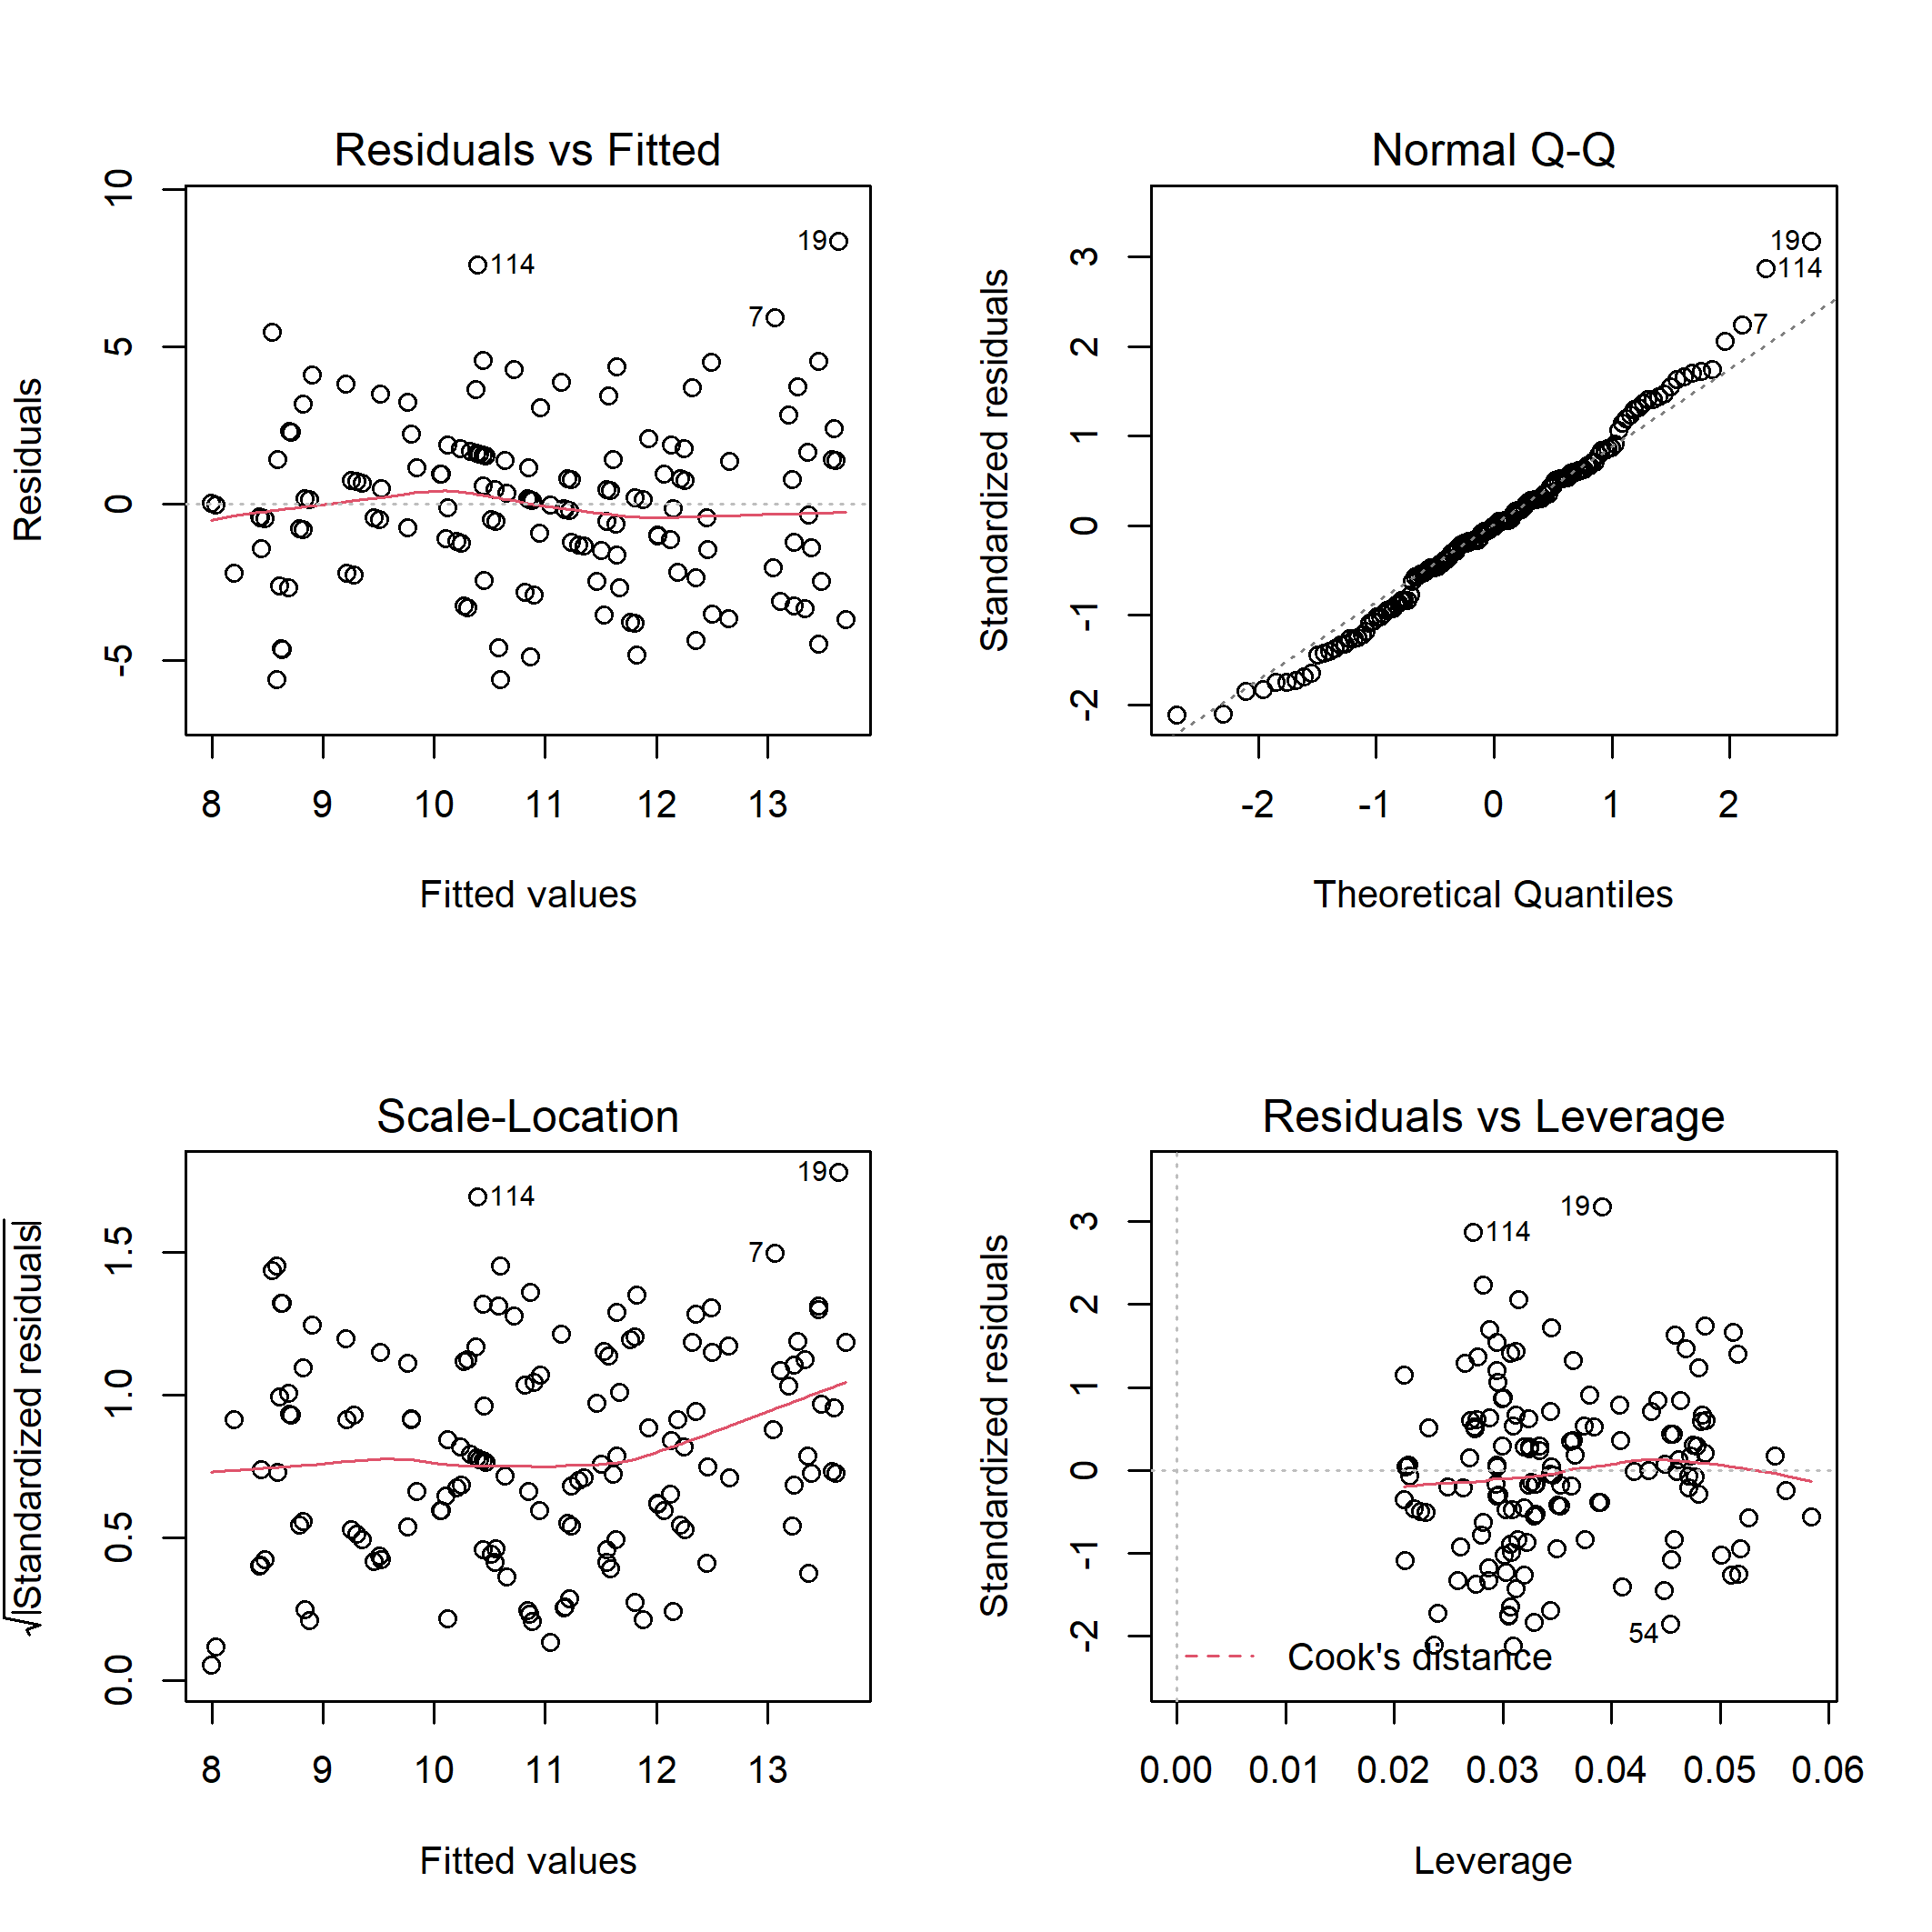 Residuals vs Fitted
Residuals
10
5
0
-5
19
114
7
8 9 10 11 12 13
Fitted values
Normal Q-Q
Standardized residuals
3
2
1
0
-1
-2
19
114
7
-2 -1 0 1 2
Theoretical Quantiles
Scale-Location
√|Standardized residuals|
1.5
1.0
0.5
0.0
19
114
7
8 9 10 11 12 13
Fitted values
Residuals vs Leverage
Standardized residuals
3
2
1
0
-1
-2
19
114
54
Cook's distance
0.00 0.01 0.02 0.03 0.04 0.05 0.06
Leverage